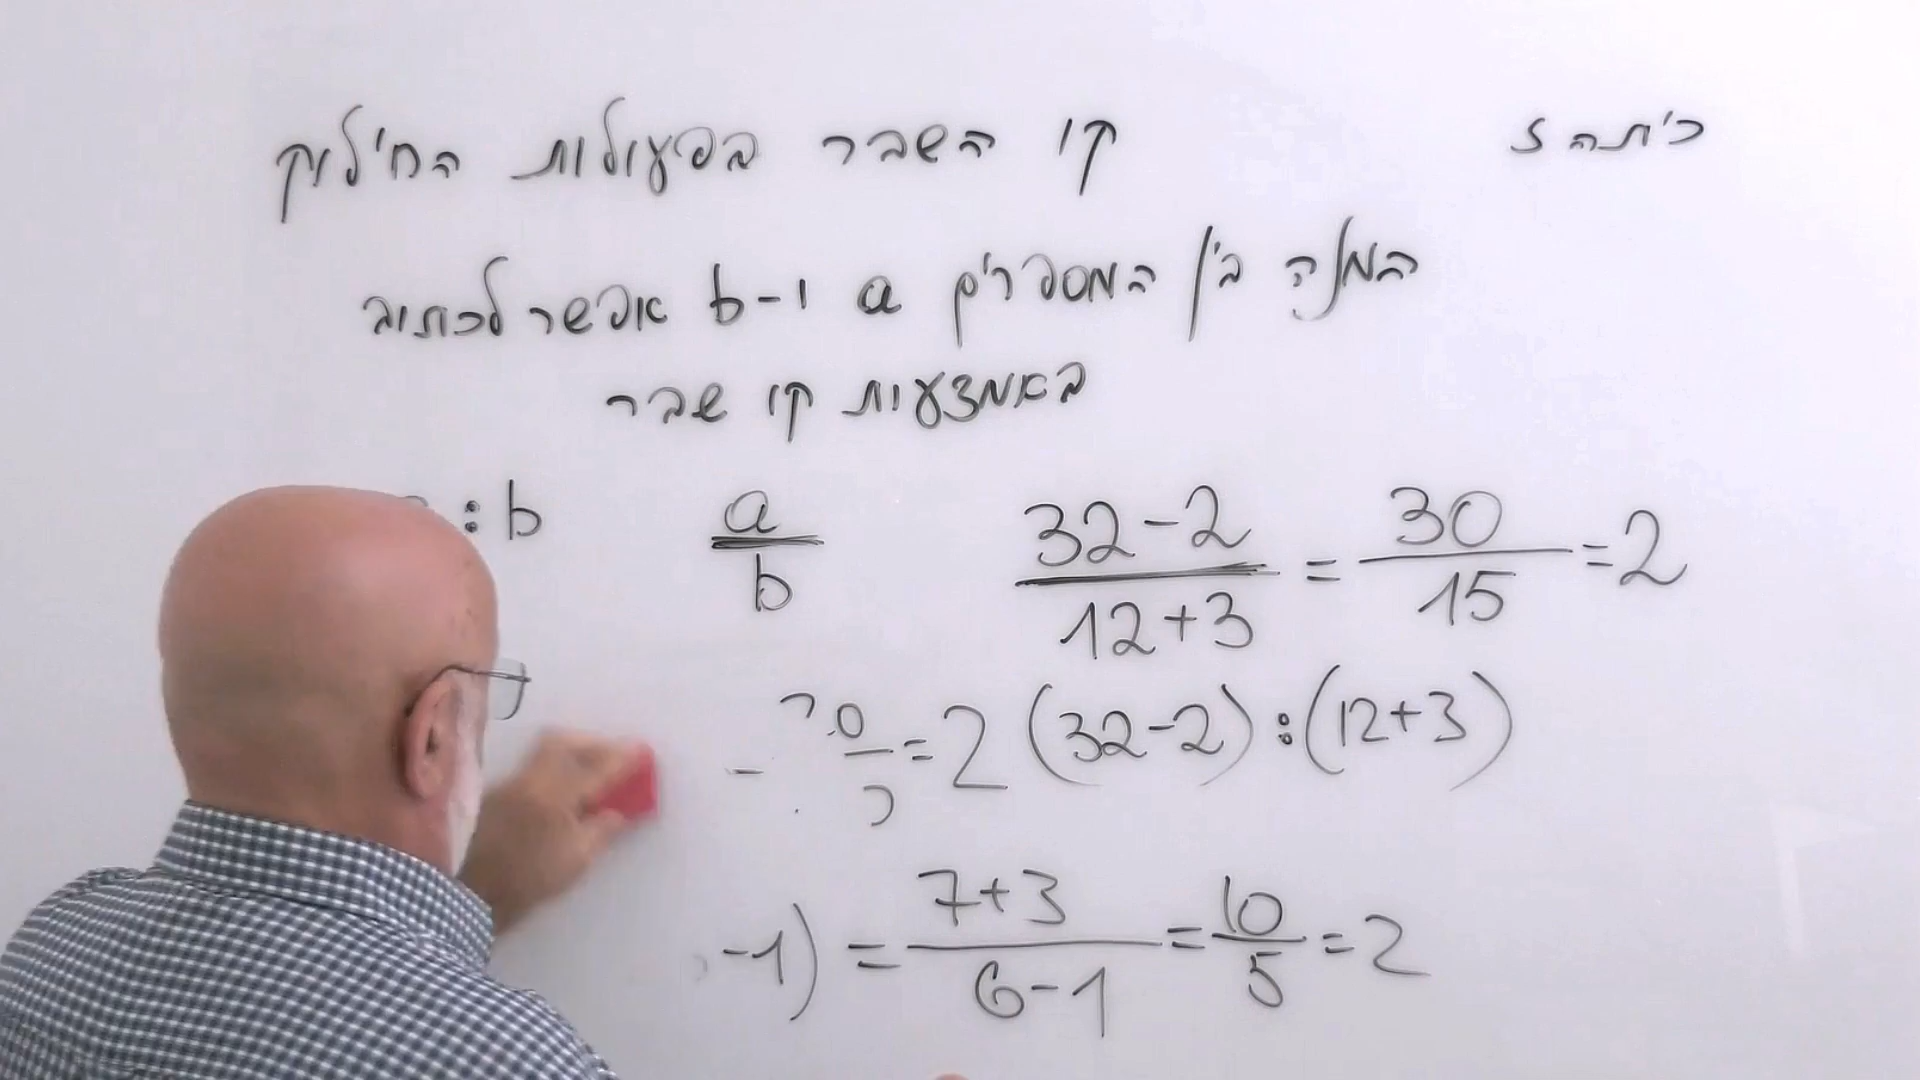 כיתה ז
קו השבר בפעולות החילוק
המנה בין המספרים a ו-b אפשר לכתוב
באמצעות קו שבר
:b
a/b
(32-2)/(12+3) = 30/15 = 2
= 2
(32-2):(12+3)
-1) = (7+3)/(6-1) = 10/5 = 2